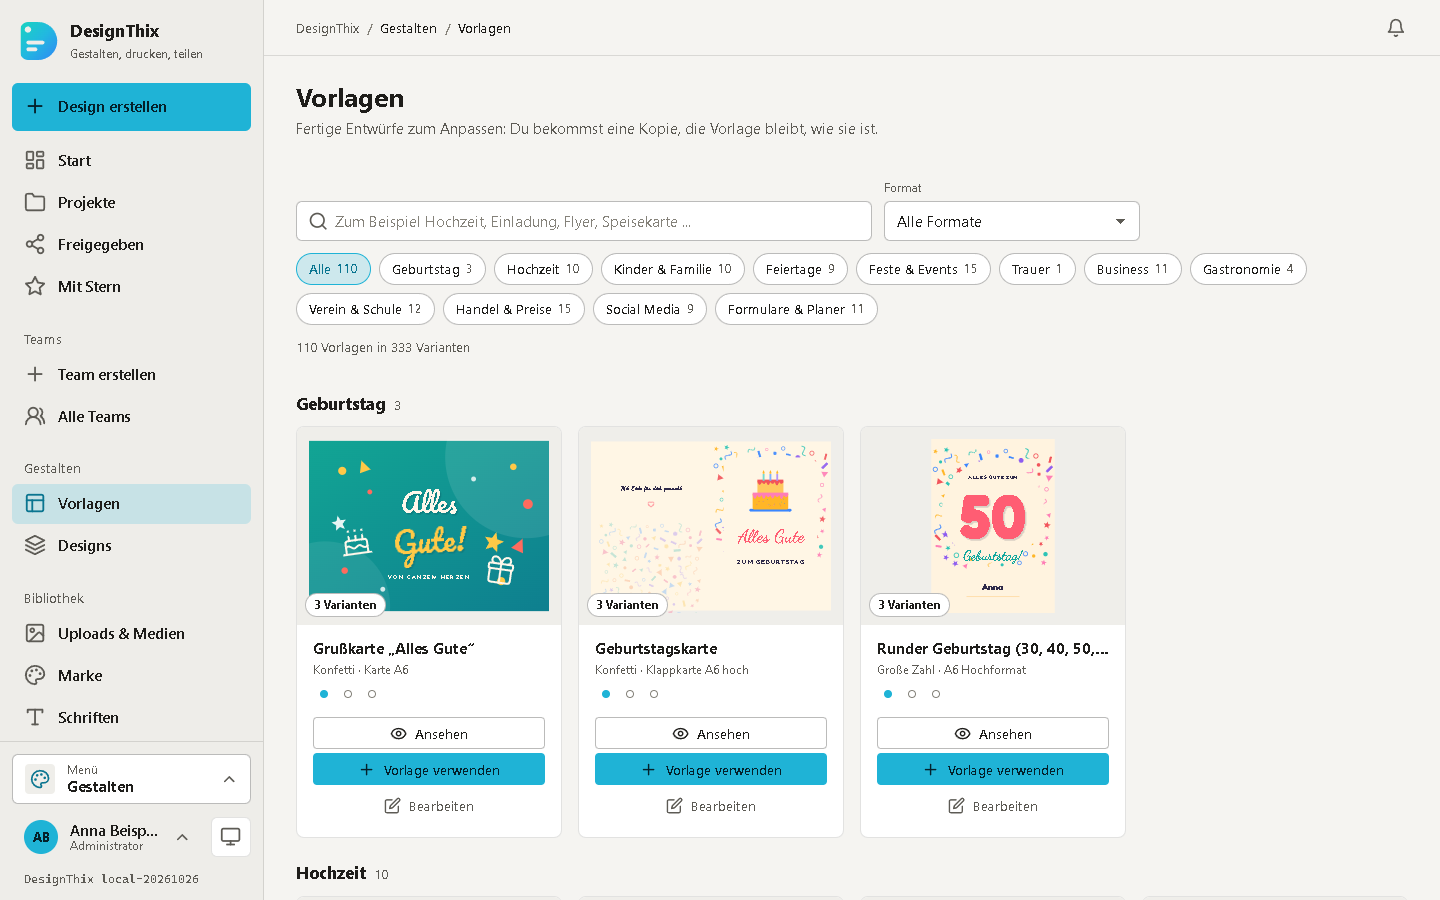 DesignThix
Gestalten, drucken, teilen
Design erstellen
Start
Projekte
Freigegeben
Mit Stern
Teams
Team erstellen
Alle Teams
Gestalten
Vorlagen
Designs
Bibliothek
Uploads & Medien
Marke
Schriften
Menü
Gestalten
AB
Anna Beisp...
Administrator
DesignThix local-20261026
DesignThix / Gestalten / Vorlagen
Vorlagen
Fertige Entwürfe zum Anpassen: Du bekommst eine Kopie, die Vorlage bleibt, wie sie ist.
Format
Zum Beispiel Hochzeit, Einladung, Flyer, Speisekarte ...
Alle Formate
Alle 110
Geburtstag 3
Hochzeit 10
Kinder & Familie 10
Feiertage 9
Feste & Events 15
Trauer 1
Business 11
Gastronomie 4
Verein & Schule 12
Handel & Preise 15
Social Media 9
Formulare & Planer 11
110 Vorlagen in 333 Varianten
Geburtstag 3
Alles
Gute!
VON GANZEM HERZEN
3 Varianten
Grußkarte „Alles Gute“
Konfetti · Karte A6
Ansehen
Vorlage verwenden
Bearbeiten
Alles Gute
ZUM GEBURTSTAG
3 Varianten
Geburtstagskarte
Konfetti · Klappkarte A6 hoch
Ansehen
Vorlage verwenden
Bearbeiten
ALLES GUTE ZUM
50
Geburtstag!
Anna
3 Varianten
Runder Geburtstag (30, 40, 50,...
Große Zahl · A6 Hochformat
Ansehen
Vorlage verwenden
Bearbeiten
Hochzeit 10